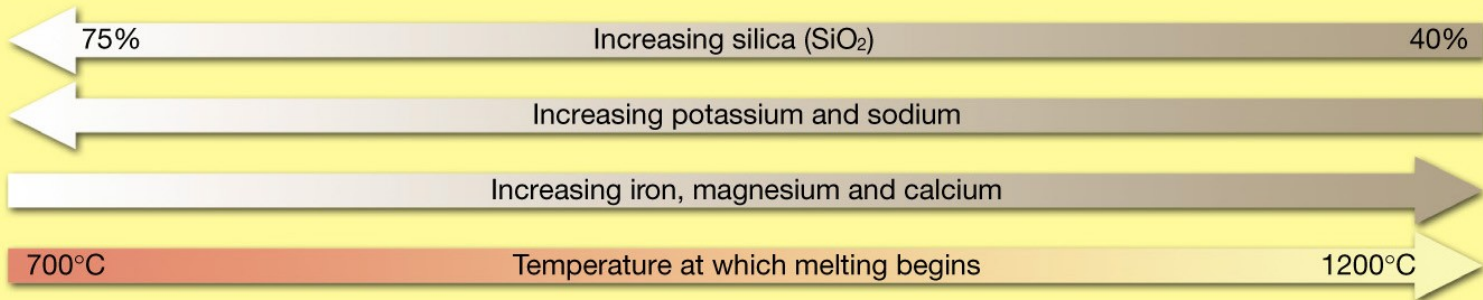 75% Increasing silica (SiO₂) 40%
Increasing potassium and sodium
Increasing iron, magnesium and calcium
700°C Temperature at which melting begins 1200°C